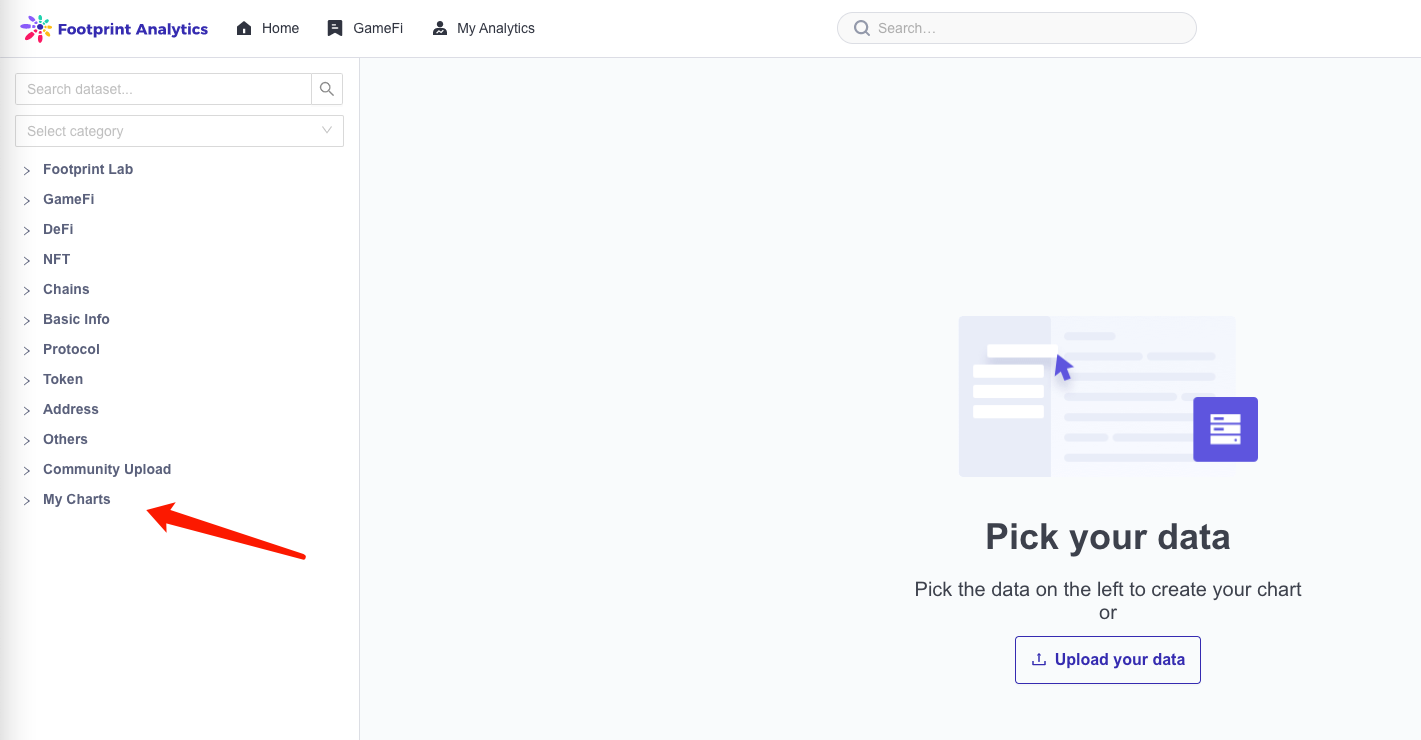 Footprint Analytics
Home
GameFi
My Analytics
Search...
Search dataset...
Select category
Footprint Lab
GameFi
DeFi
NFT
Chains
Basic Info
Protocol
Token
Address
Others
Community Upload
My Charts
Pick your data
Pick the data on the left to create your chart
or
Upload your data